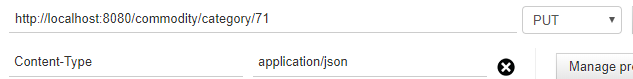 http://localhost:8080/commodity/category/71 PUT
Content-Type application/json Manage pr